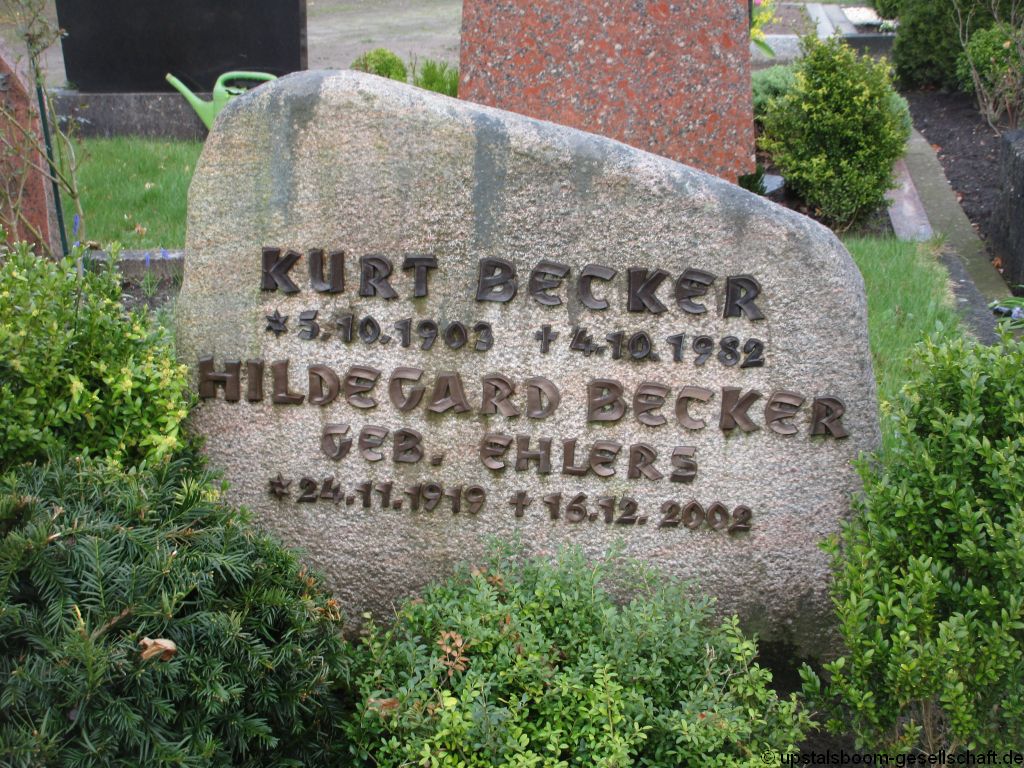 KURT BECKER
* 5.10.1903 † 4.10.1982
HILDEGARD BECKER
GEB. EHLERS
* 24.11.1919 † 16.12.2002
© upstalsboom-gesellschaft.de